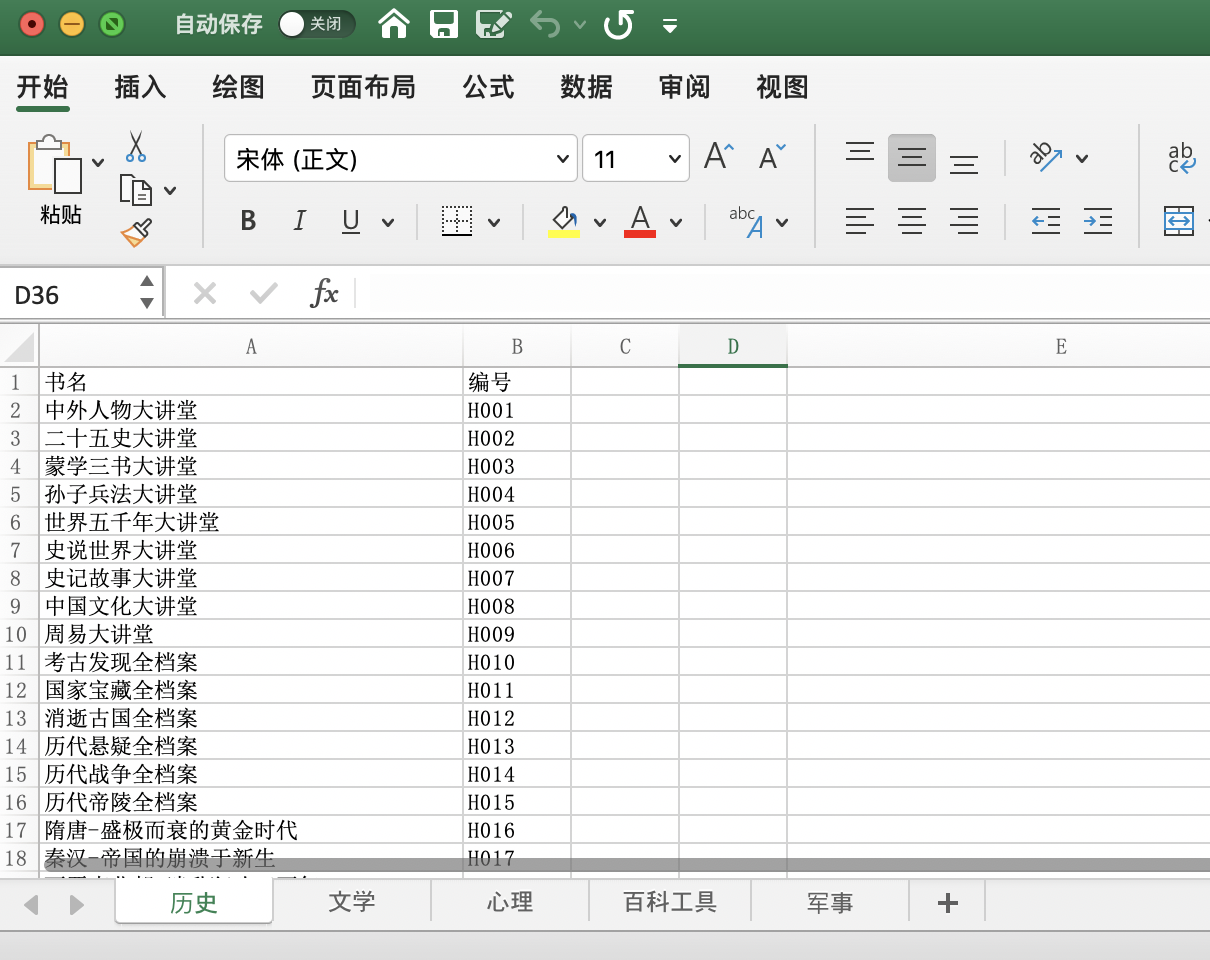 自动保存 关闭
开始 插入 绘图 页面布局 公式 数据 审阅 视图
粘贴 宋体 (正文) 11 A A ab ab c
B I U A abc A
D36 fx
A B C D E
1 书名 编号
2 中外人物大讲堂 H001
3 二十五史大讲堂 H002
4 蒙学三书大讲堂 H003
5 孙子兵法大讲堂 H004
6 世界五千年大讲堂 H005
7 史说世界大讲堂 H006
8 史记故事大讲堂 H007
9 中国文化大讲堂 H008
10 周易大讲堂 H009
11 考古发现全档案 H010
12 国家宝藏全档案 H011
13 消逝古国全档案 H012
14 历代悬疑全档案 H013
15 历代战争全档案 H014
16 历代帝陵全档案 H015
17 隋唐-盛极而衰的黄金时代 H016
18 秦汉-帝国的崩溃于新生 H017
历史 文学 心理 百科工具 军事 +